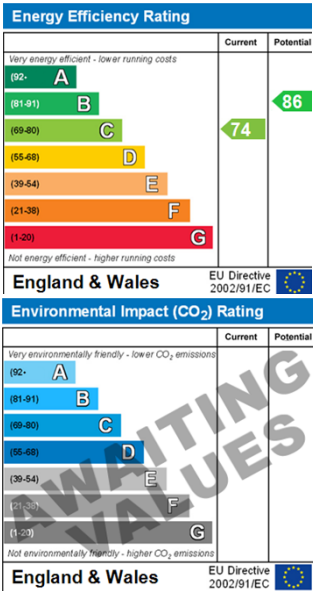 Energy Efficiency Rating
Current Potential
Very energy efficient - lower running costs
(92- A
(81-91) B
(69-80) C
(55-68) D
(39-54) E
(21-38) F
(1-20) G
74
86
Not energy efficient - higher running costs
England & Wales
EU Directive
2002/91/EC
Environmental Impact (CO2) Rating
Current Potential
Very environmentally friendly - lower CO2 emissions
(92- A
(81-91) B
(69-80) C
(55-68) D
(39-54) E
(21-38) F
(1-20) G
AWAITING
VALUES
Not environmentally friendly - higher CO2 emissions
England & Wales
EU Directive
2002/91/EC